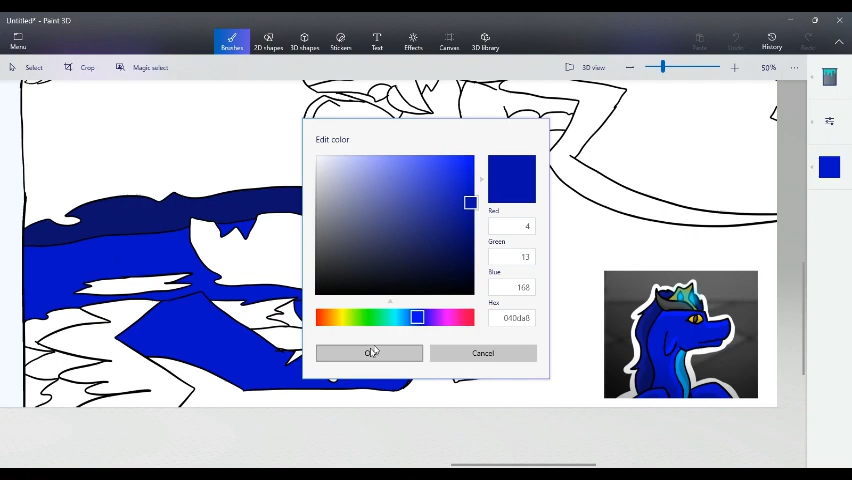 Untitled* - Paint 3D
Menu
Brushes
2D shapes
3D shapes
Stickers
Text
Effects
Canvas
3D library
Paste
Undo
History
Redo
Select
Crop
Magic select
3D view
50%
Edit color
Red
4
Green
13
Blue
168
Hex
040da8
Cancel